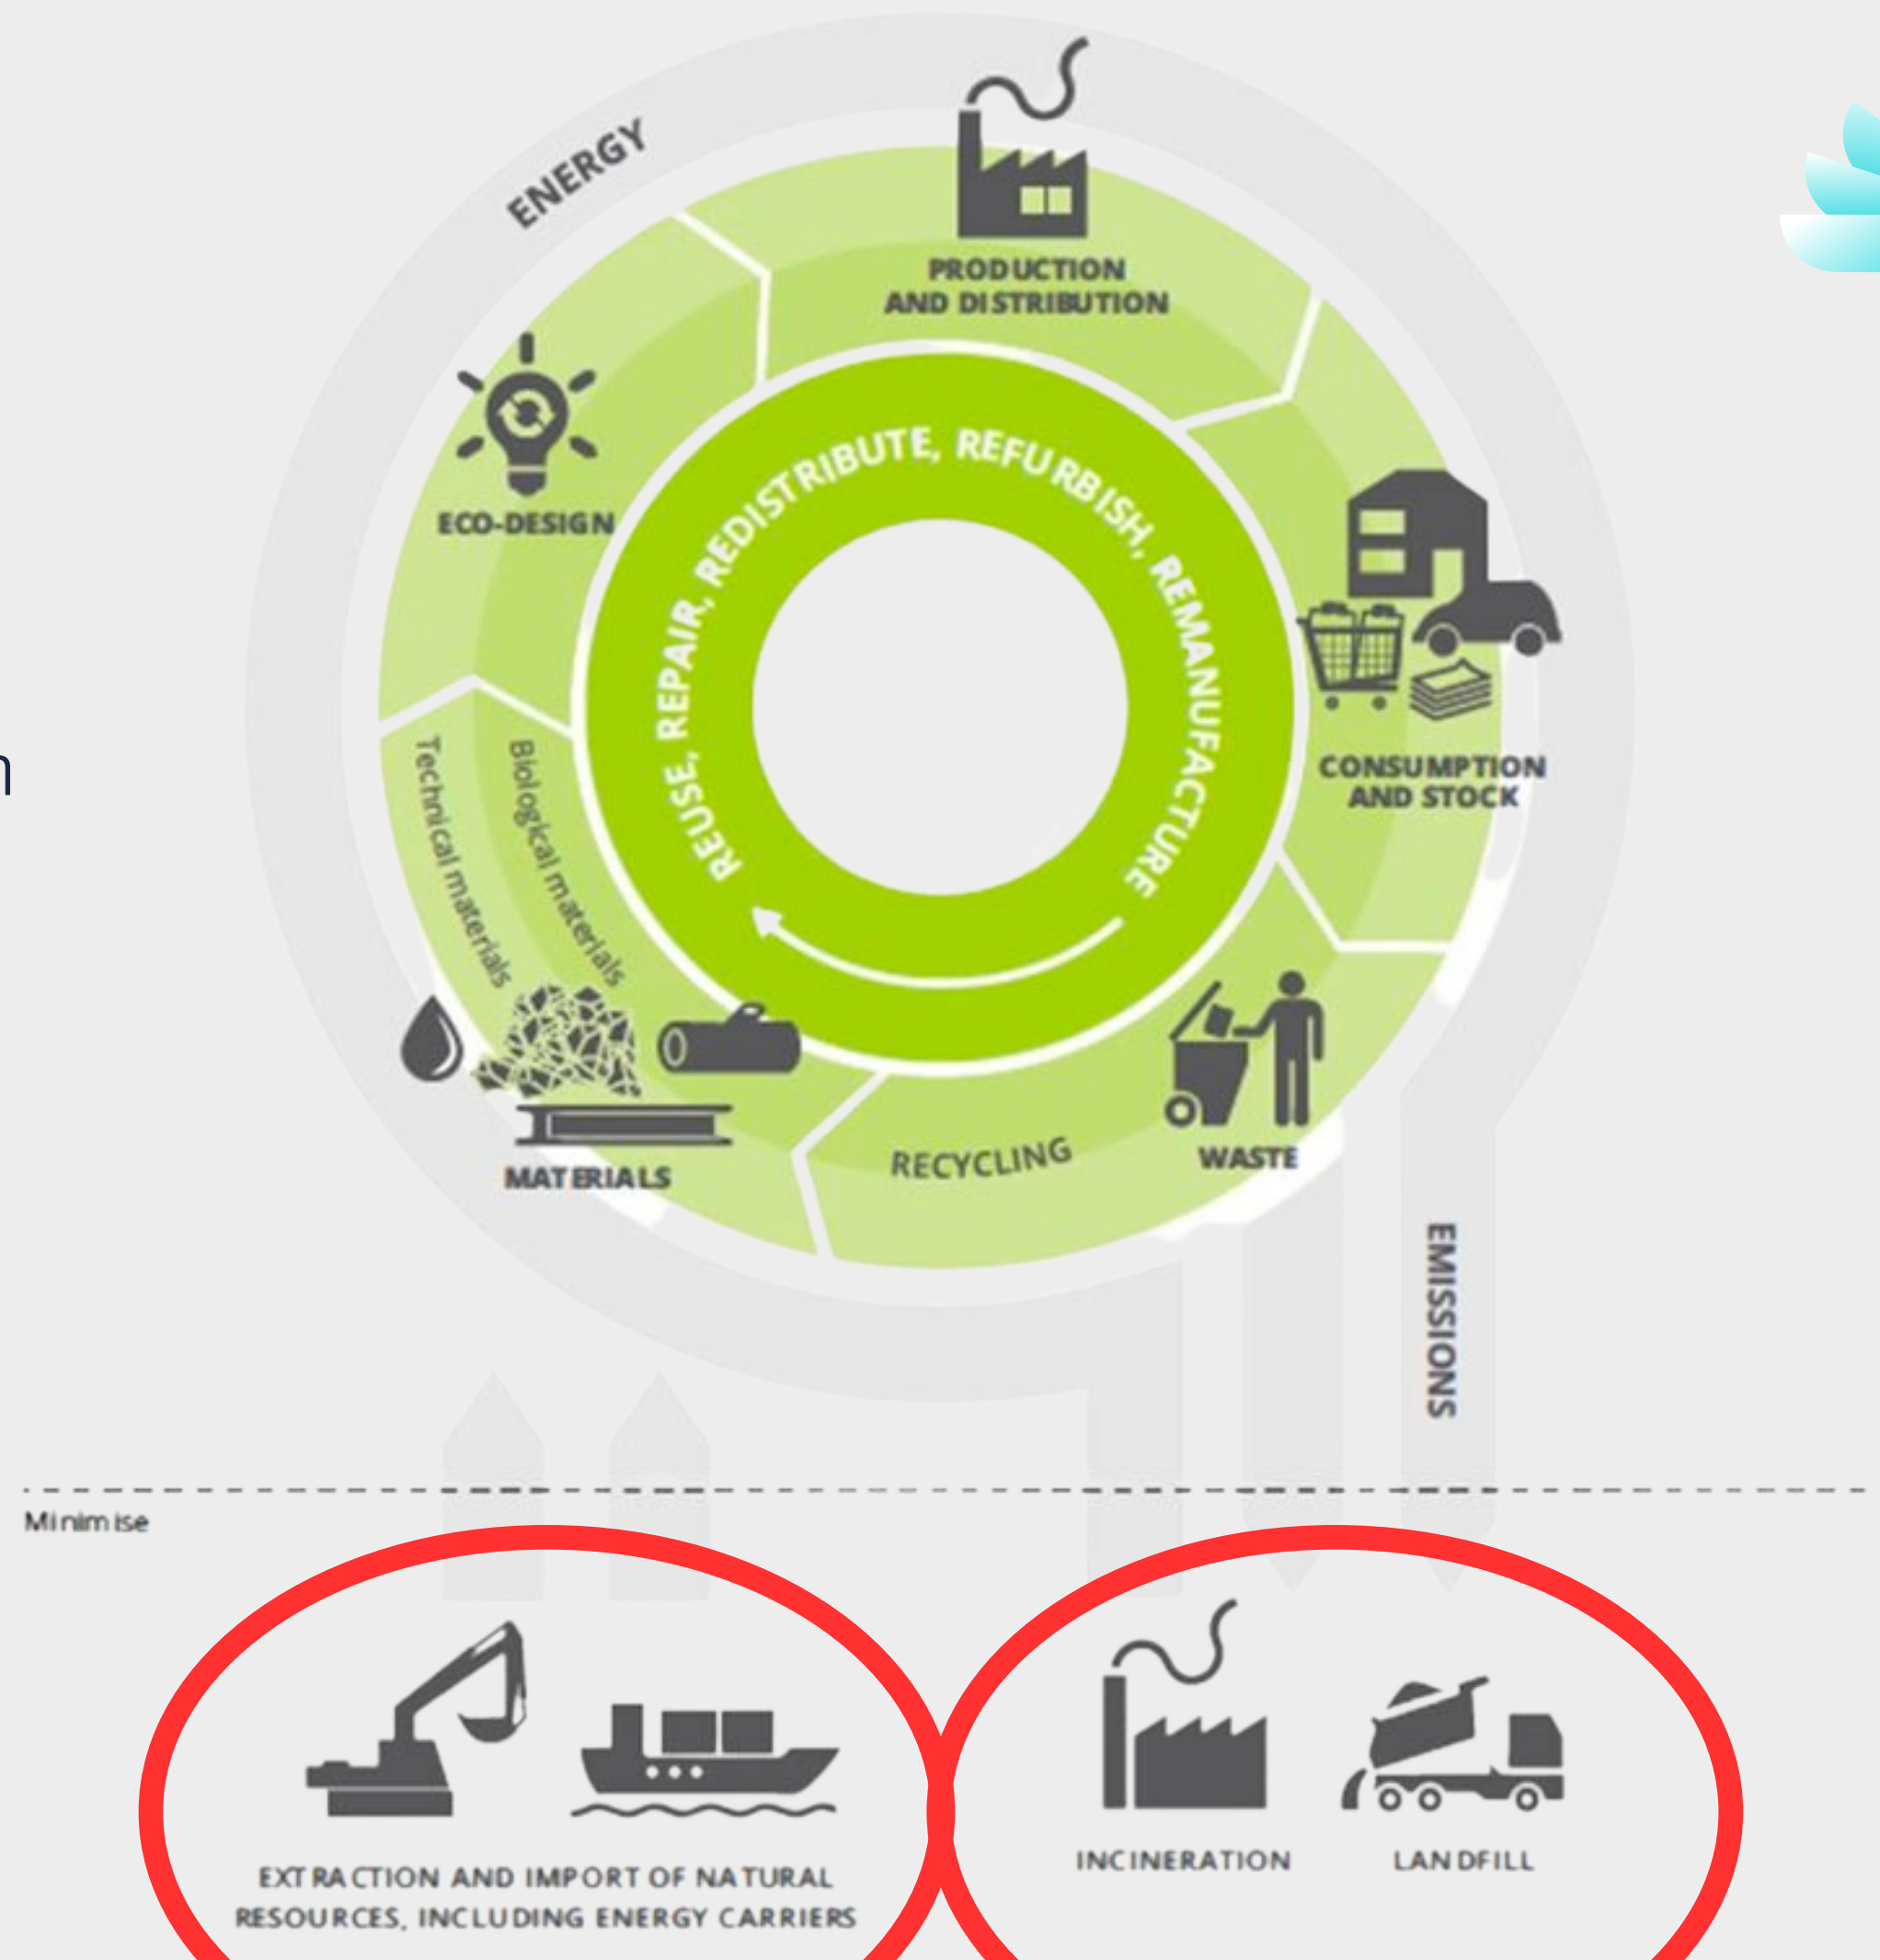 ENERGY
PRODUCTION
AND DISTRIBUTION
ECO-DESIGN
REUSE, REPAIR, REDISTRIBUTE, REFURBISH, REMANUFACTURE
CONSUMPTION
AND STOCK
n
Technical materials
Biological materials
MATERIALS
RECYCLING
WASTE
EMISSIONS
Minimise
EXTRACTION AND IMPORT OF NATURAL
RESOURCES, INCLUDING ENERGY CARRIERS
INCINERATION
LANDFILL